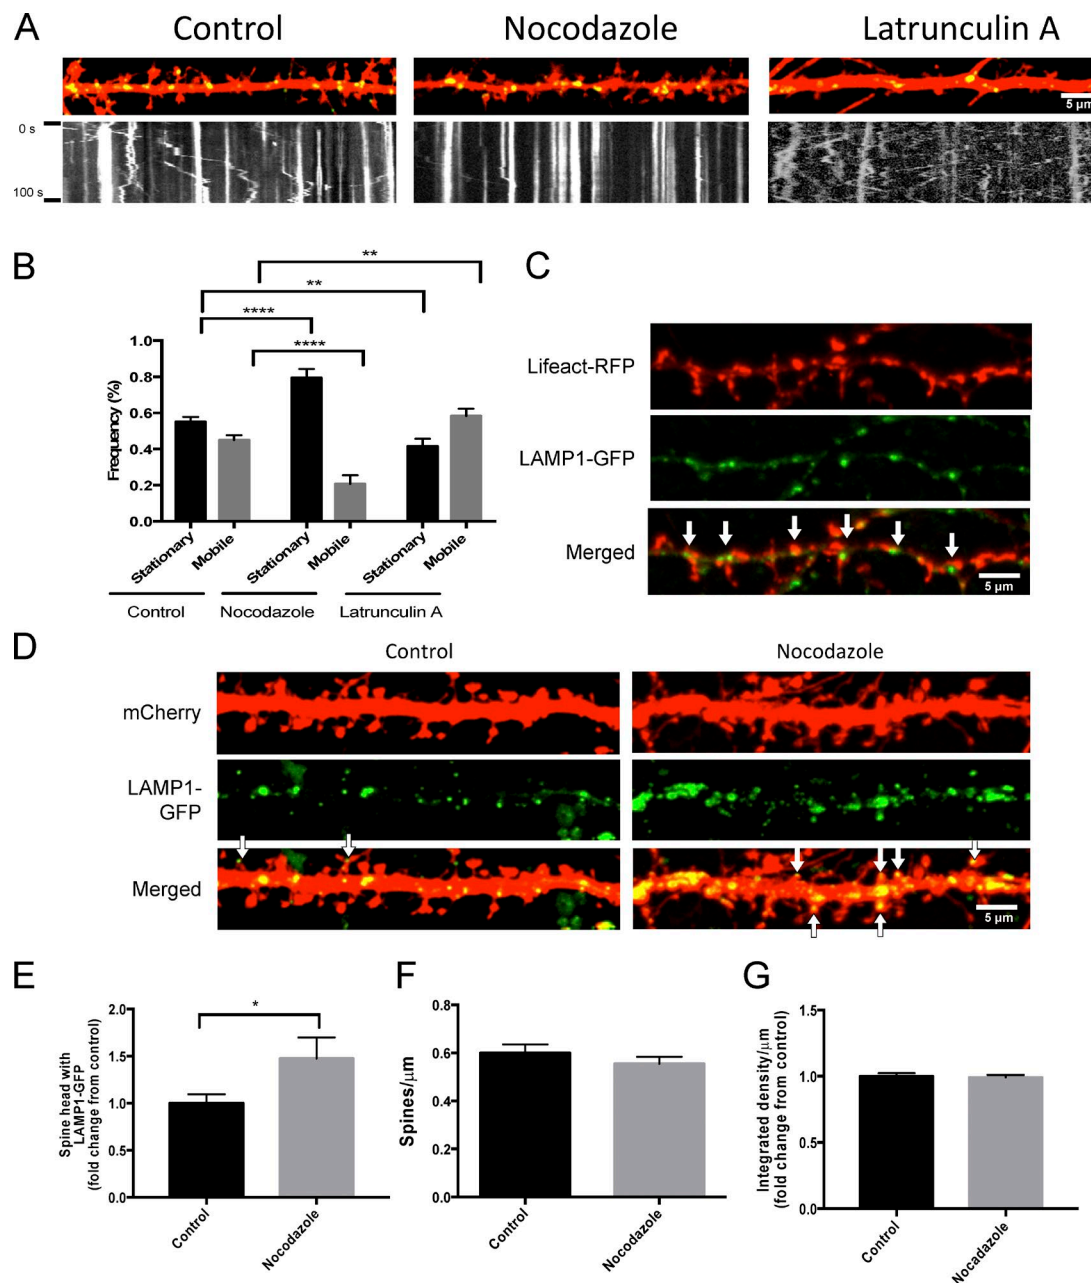 A
Control
Nocodazole
Latrunculin A
5 µm
0 s
100 s
B
**
**
****
****
Frequency (%)
1.0
0.8
0.6
0.4
0.2
0.0
Stationary
Mobile
Stationary
Mobile
Stationary
Mobile
Control
Nocodazole
Latrunculin A
C
Lifeact-RFP
LAMP1-GFP
Merged
5 µm
D
Control
Nocodazole
mCherry
LAMP1-
GFP
Merged
5 µm
E
Spine head with
LAMP1-GFP
(fold change from control)
2.0
1.5
1.0
0.5
0.0
*
Control
Nocodazole
F
Spines/µm
0.8
0.6
0.4
0.2
0.0
Control
Nocodazole
G
Integrated density/µm
(fold change from control)
1.5
1.0
0.5
0.0
Control
Nocadazole